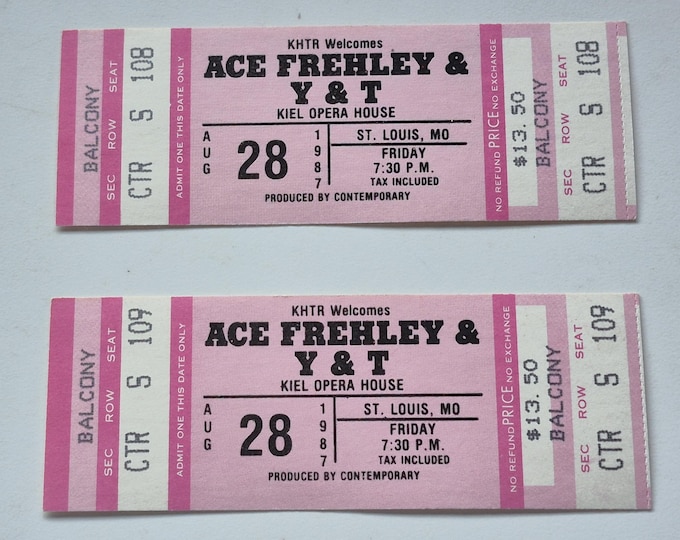 BALCONY
SEC ROW SEAT
CTR S 108
ADMIT ONE THIS DATE ONLY
KHTR Welcomes
ACE FREHLEY &
Y & T
KIEL OPERA HOUSE
AUG 28 1987
ST. LOUIS, MO
FRIDAY
7:30 P.M.
TAX INCLUDED
PRODUCED BY CONTEMPORARY
NO REFUND PRICE NO EXCHANGE
$13.50
BALCONY
SEC ROW SEAT
CTR S 108
BALCONY
SEC ROW SEAT
CTR S 109
ADMIT ONE THIS DATE ONLY
KHTR Welcomes
ACE FREHLEY &
Y & T
KIEL OPERA HOUSE
AUG 28 1987
ST. LOUIS, MO
FRIDAY
7:30 P.M.
TAX INCLUDED
PRODUCED BY CONTEMPORARY
NO REFUND PRICE NO EXCHANGE
$13.50
BALCONY
SEC ROW SEAT
CTR S 109